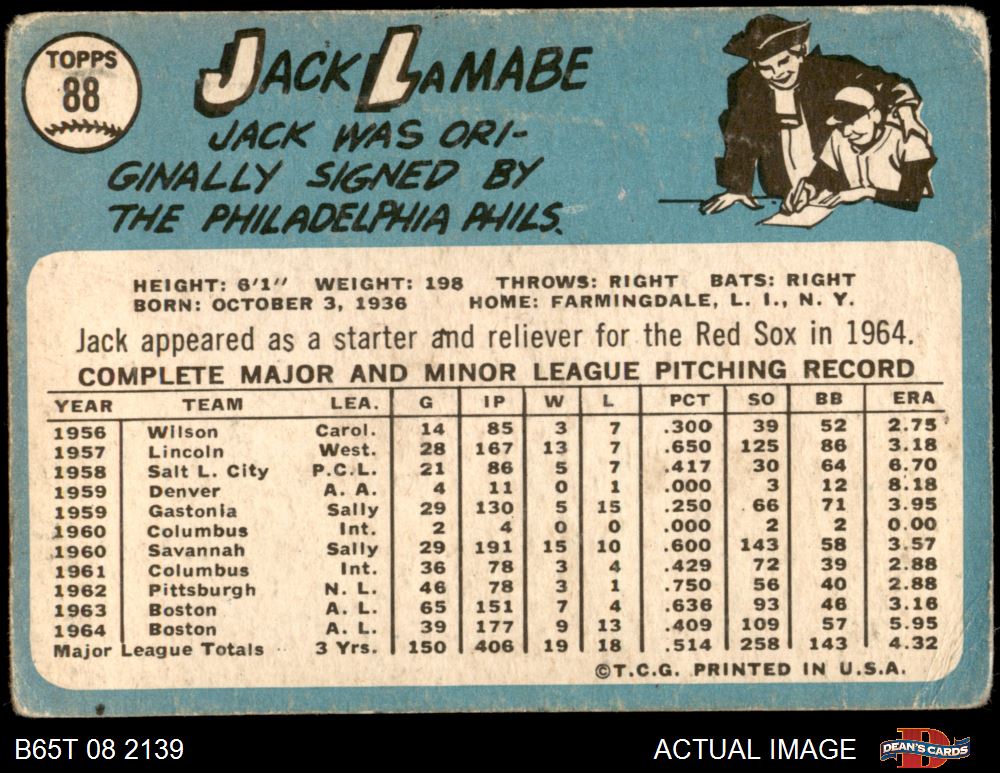 TOPPS
88
JACK LAMABE
JACK WAS ORI-
GINALLY SIGNED BY
THE PHILADELPHIA PHILS.
HEIGHT: 6'1" WEIGHT: 198 THROWS: RIGHT BATS: RIGHT
BORN: OCTOBER 3, 1936 HOME: FARMINGDALE, L. I., N. Y.
Jack appeared as a starter and reliever for the Red Sox in 1964.
COMPLETE MAJOR AND MINOR LEAGUE PITCHING RECORD
YEAR TEAM LEA. G IP W L PCT SO BB ERA
1956 Wilson Carol. 14 85 3 7 .300 39 52 2.75
1957 Lincoln West. 28 167 13 7 .650 125 86 3.18
1958 Salt L. City P.C.L. 21 86 5 7 .417 30 64 6.70
1959 Denver A. A. 4 11 0 1 .000 3 12 8.18
1959 Gastonia Sally 29 130 5 15 .250 66 71 3.95
1960 Columbus Int. 2 4 0 0 .000 2 2 0.00
1960 Savannah Sally 29 191 15 10 .600 143 58 3.57
1961 Columbus Int. 36 78 3 4 .429 72 39 2.88
1962 Pittsburgh N. L. 46 78 3 1 .750 56 40 2.88
1963 Boston A. L. 65 151 7 4 .636 93 46 3.16
1964 Boston A. L. 39 177 9 13 .409 109 57 5.95
Major League Totals 3 Yrs. 150 406 19 18 .514 258 143 4.32
©T.C.G. PRINTED IN U.S.A.
B65T 08 2139 ACTUAL IMAGE DEAN'S CARDS